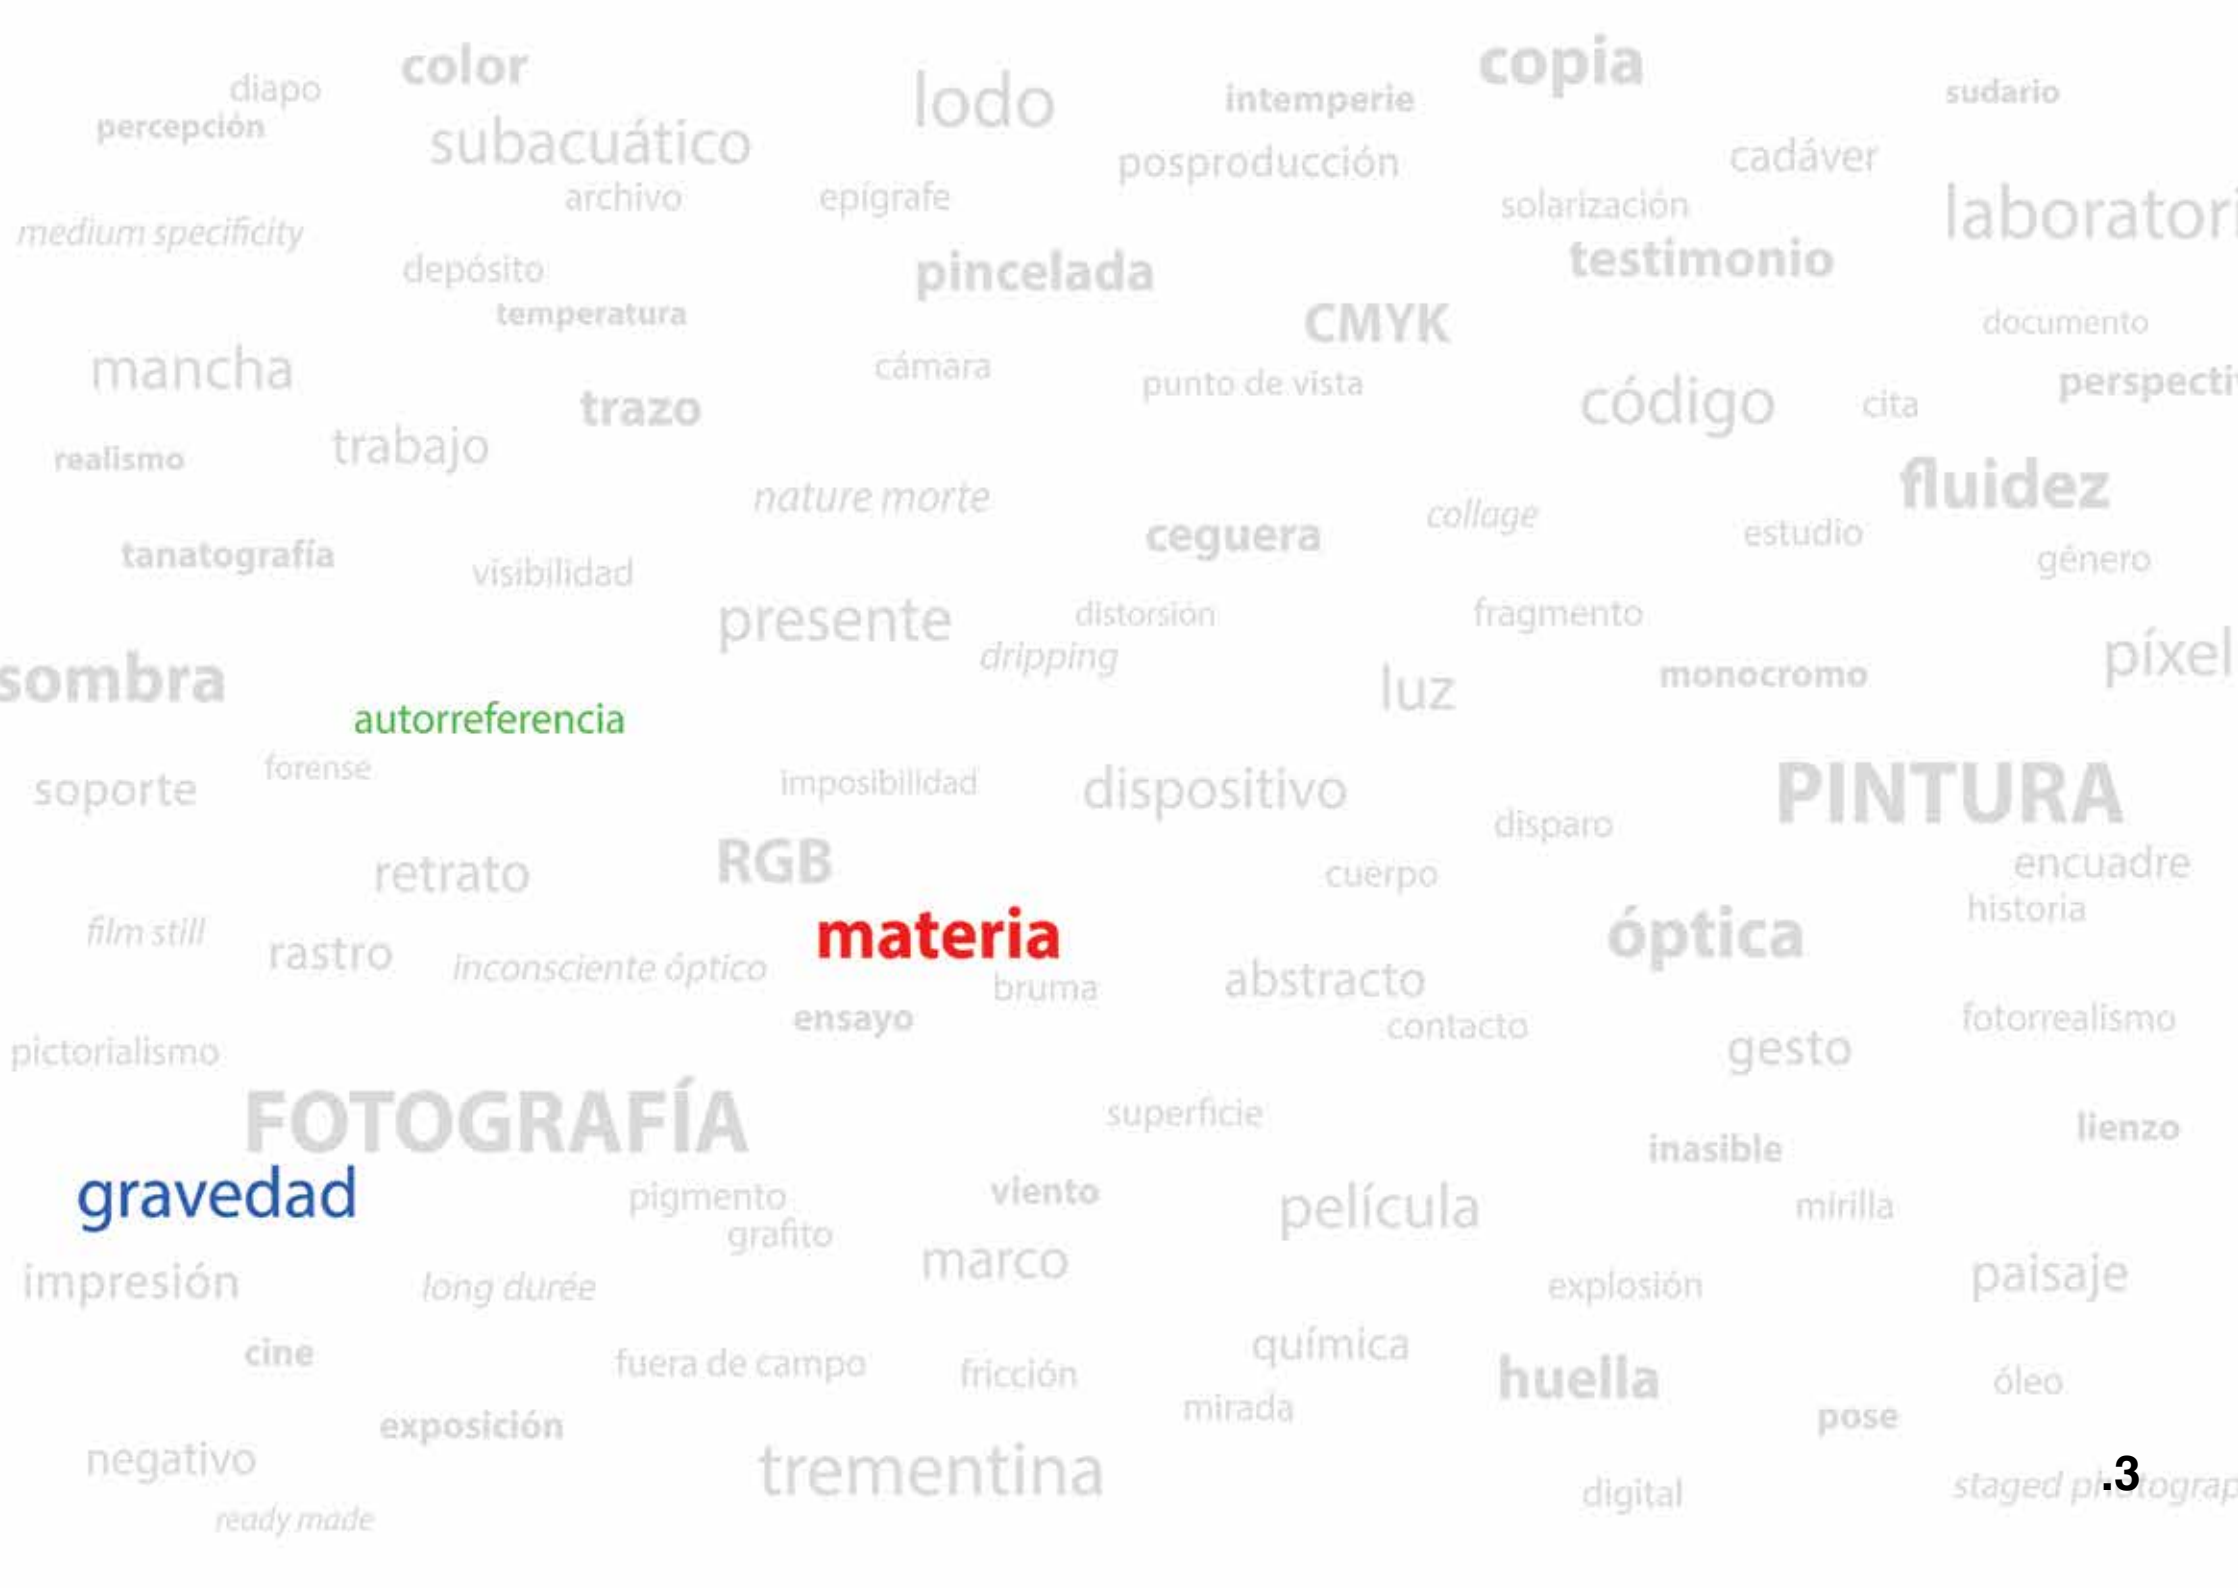 color
copia
diapo
lodo
intemperie
sudario
percepción
subacuático
posproducción
cadáver
archivo
epígrafe
solarización
laboratori
medium specificity
testimonio
depósito
pincelada
temperatura
CMYK
documento
mancha
cámara
punto de vista
perspecti
trazo
código
cita
realismo
trabajo
nature morte
fluidez
collage
ceguera
estudio
tanatografía
visibilidad
género
presente
distorsión
fragmento
dripping
píxel
sombra
luz
monocromo
autorreferencia
forense
soporte
imposibilidad
dispositivo
PINTURA
disparo
retrato
RGB
cuerpo
encuadre
film still
materia
óptica
historia
rastro
inconsciente óptico
bruma
abstracto
ensayo
contacto
fotorrealismo
pictorialismo
gesto
FOTOGRAFÍA
superficie
inasible
lienzo
gravedad
pigmento
viento
película
mirilla
grafito
marco
impresión
long durée
explosión
paisaje
cine
fuera de campo
fricción
química
huella
óleo
exposición
mirada
pose
negativo
trementina
digital
staged photograp
.3
ready made